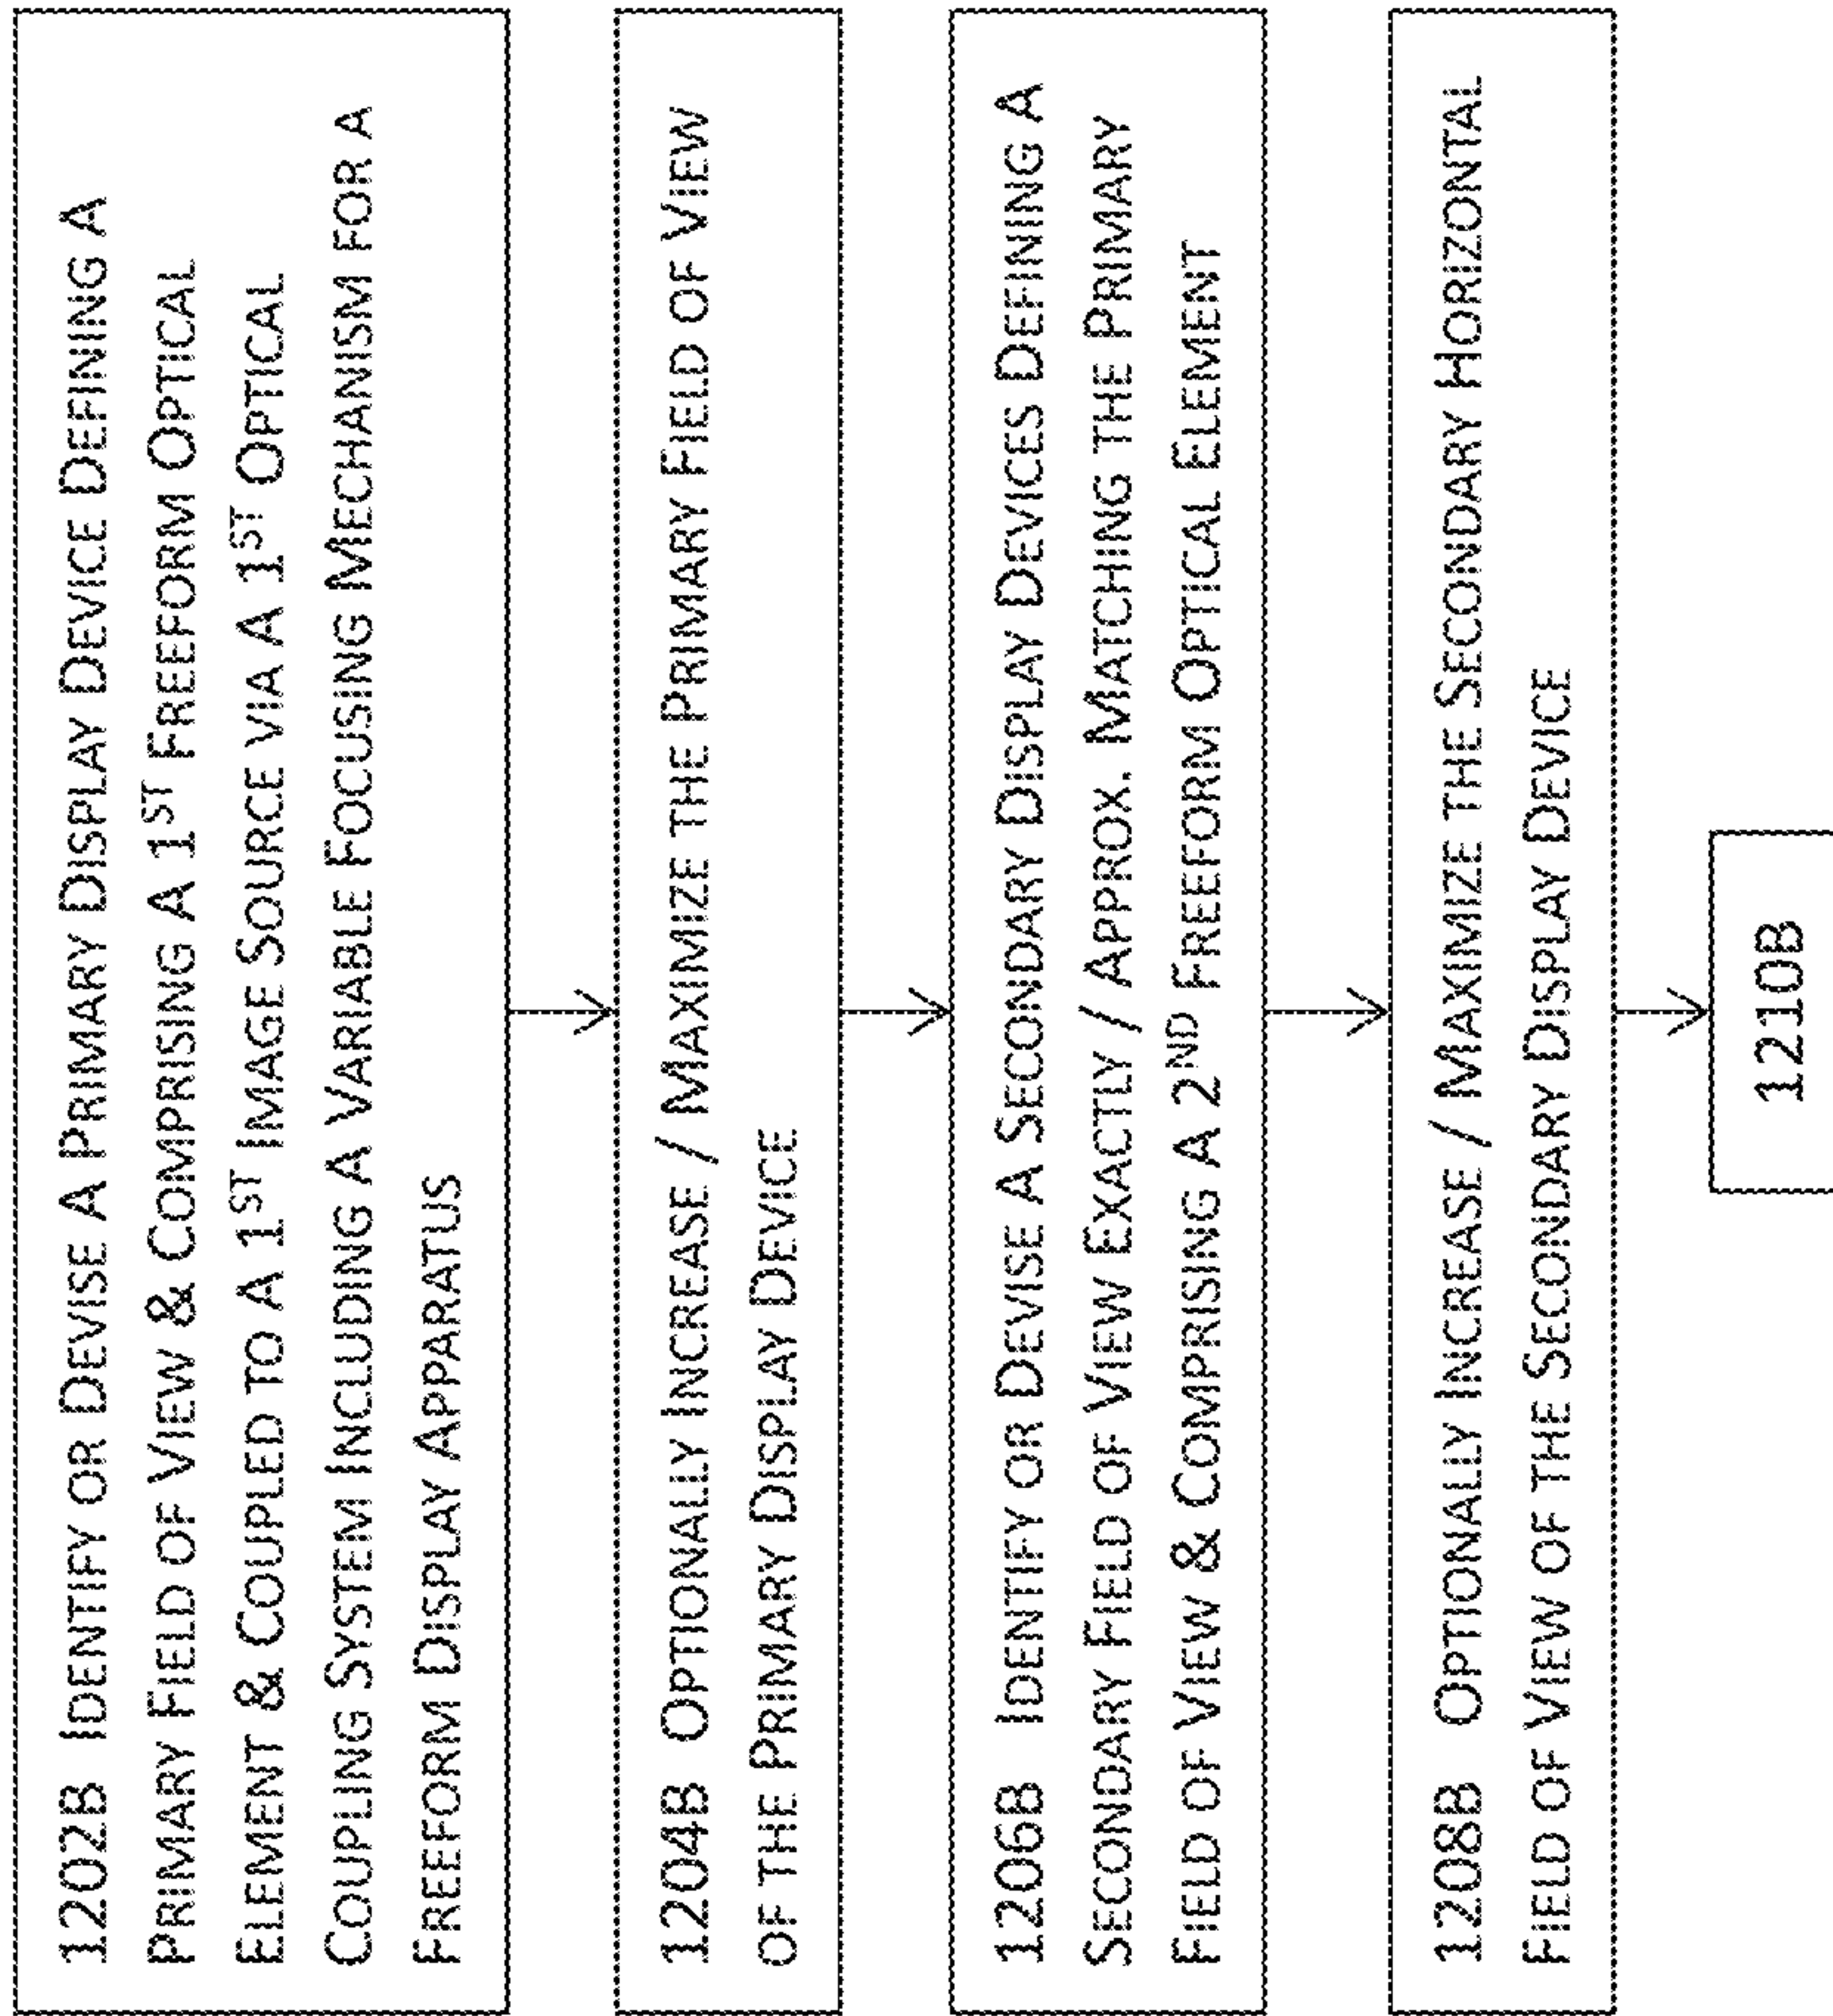 1202B Identify or Devise A Primary Display Device Defining A
Primary Field of View & Comprising A 1st Freeform Optical
Element & Coupled to A 1st Image Source via A 1st Optical
Coupling System Including A Variable Focusing Mechanism for a
Freeform Display Apparatus
1204B Optionally Increase / Maximize the Primary Field of View
of the Primary Display Device
1206B Identify or Devise A Secondary Display Devices Defining A
Secondary Field of View Exactly / Approx. Matching the Primary
Field of View & Comprising A 2nd Freeform Optical Element
1208B Optionally Increase / Maximize the Secondary Horizontal
Field of View of the Secondary Display Device
1210B